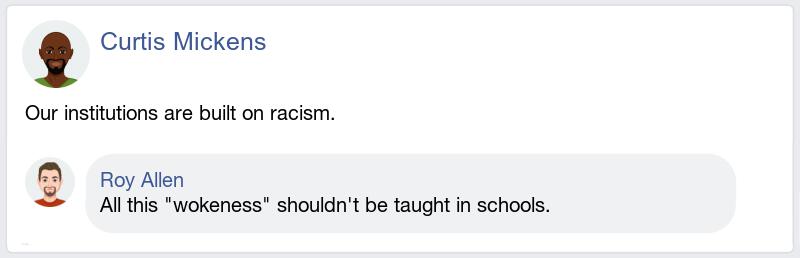 Curtis Mickens
Our institutions are built on racism.
Roy Allen
All this "wokeness" shouldn't be taught in schools.